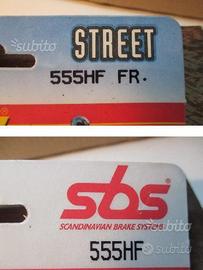 subito
STREET
555HF FR.
sbs
SCANDINAVIAN BRAKE SYSTEMS
555HF
subito